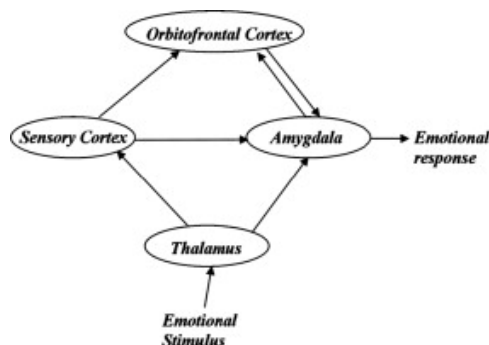 Orbitofrontal Cortex
Sensory Cortex
Amygdala
Emotional
response
Thalamus
Emotional
Stimulus